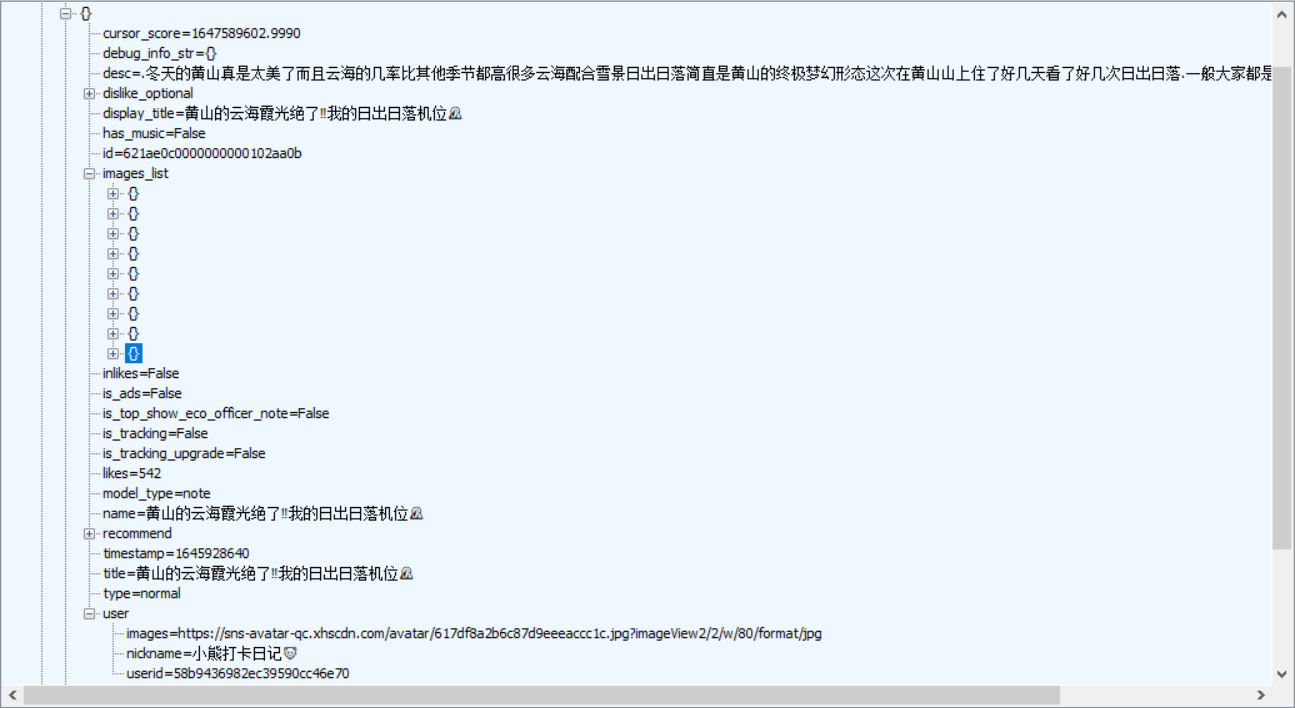 {}
cursor_score=1647589602.9990
debug_info_str={}
desc=.冬天的黄山真是太美了而且云海的几率比其他季节都高很多云海配合雪景日出日落简直是黄山的终极梦幻形态这次在黄山山上住了好几天看了好几次日出日落.一般大家都是
dislike_optional
display_title=黄山的云海霞光绝了‼我的日出日落机位
has_music=False
id=621ae0c0000000000102aa0b
images_list
{}
{}
{}
{}
{}
{}
{}
{}
{}
inlikes=False
is_ads=False
is_top_show_eco_officer_note=False
is_tracking=False
is_tracking_upgrade=False
likes=542
model_type=note
name=黄山的云海霞光绝了‼我的日出日落机位
recommend
timestamp=1645928640
title=黄山的云海霞光绝了‼我的日出日落机位
type=normal
user
images=https://sns-avatar-qc.xhscdn.com/avatar/617df8a2b6c87d9eeeaccc1c.jpg?imageView2/2/w/80/format/jpg
nickname=小熊打卡日记🐻
userid=58b9436982ec39590cc46e70